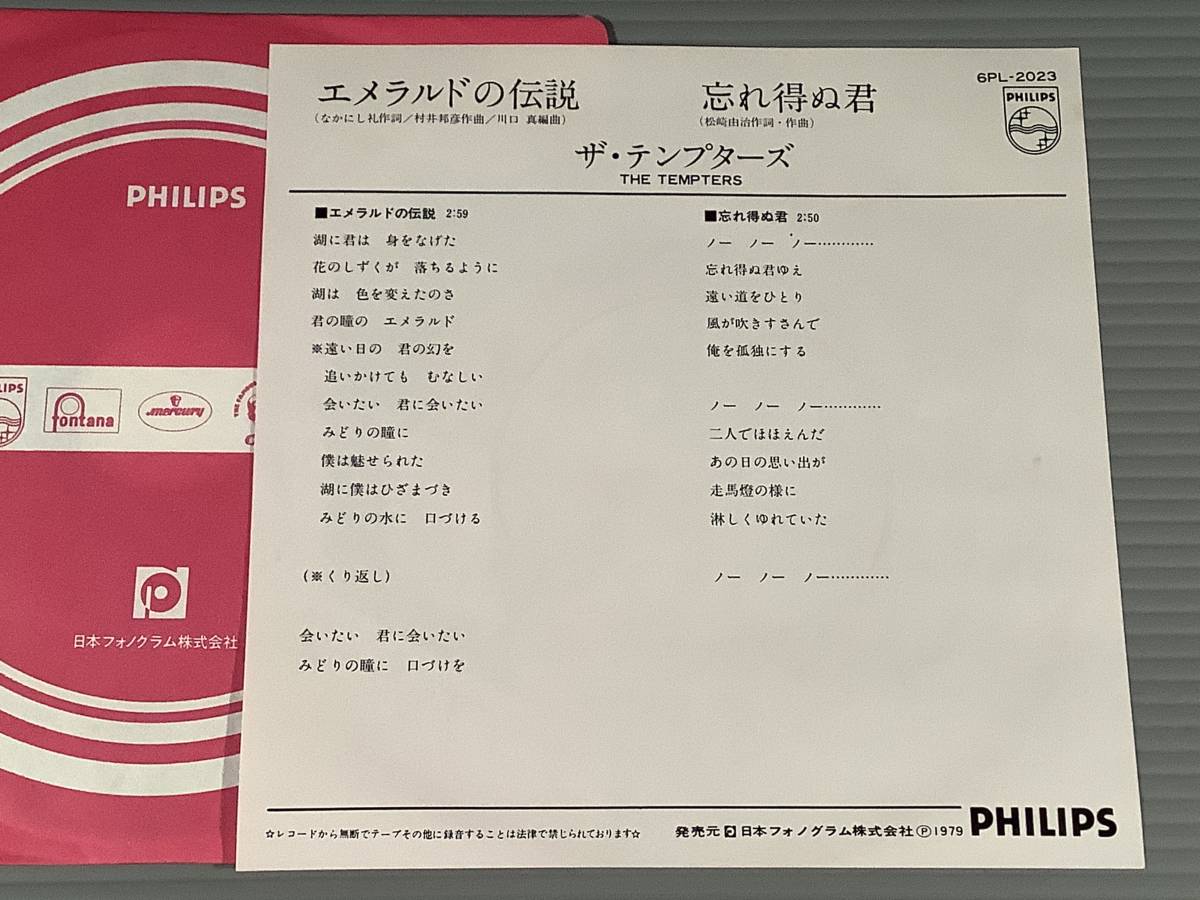 エメラルドの伝説
(なかにし礼作詞/村井邦彦作曲/川口 真編曲)
忘れ得ぬ君
(松崎由治作詞・作曲)
6PL-2023
PHILIPS
ザ・テンプターズ
THE TEMPTERS
■エメラルドの伝説 2:59
湖に君は 身をなげた
花のしずくが 落ちるように
湖は 色を変えたのさ
君の瞳の エメラルド
※遠い日の 君の幻を
追いかけても むなしい
会いたい 君に会いたい
みどりの瞳に
僕は魅せられた
湖に僕はひざまづき
みどりの水に 口づける
(※くり返し)
会いたい 君に会いたい
みどりの瞳に 口づけを
■忘れ得ぬ君 2:50
ノー ノー ノー…………
忘れ得ぬ君ゆえ
遠い道をひとり
風が吹きすさんで
俺を孤独にする
ノー ノー ノー…………
二人でほほえんだ
あの日の思い出が
走馬燈の様に
淋しくゆれていた
ノー ノー ノー…………
☆レコードから無断でテープその他に録音することは法律で禁じられております☆
発売元 日本フォノグラム株式会社 Ⓟ1979
PHILIPS
PHILIPS
fontana
mercury
日本フォノグラム株式会社